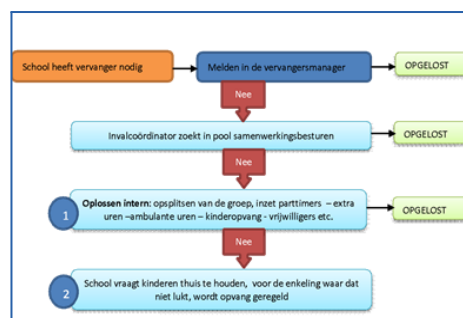 School heeft vervanger nodig
Melden in de vervangersmanager
OPGELOST
Nee
Invalcoördinator zoekt in pool samenwerkingsbesturen
OPGELOST
Nee
1
Oplossen intern: opsplitsen van de groep, inzet parttimers – extra
uren –ambulante uren – kinderopvang - vrijwilligers etc.
OPGELOST
Nee
2
School vraagt kinderen thuis te houden, voor de enkeling waar dat
niet lukt, wordt opvang geregeld